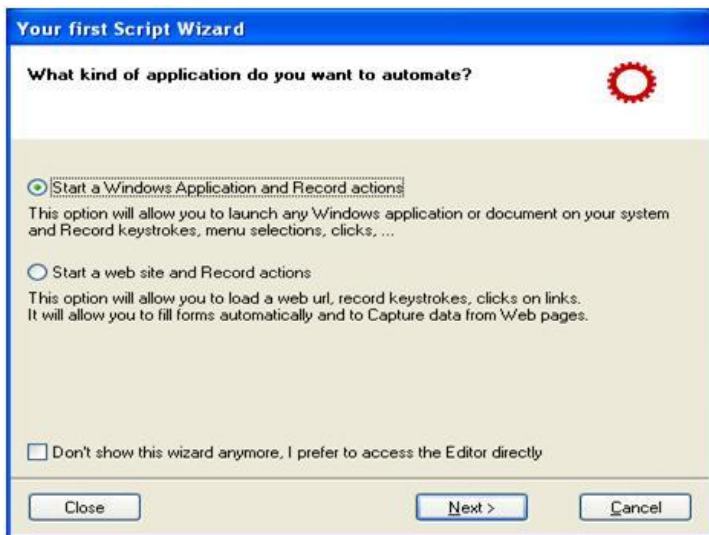 Your first Script Wizard
What kind of application do you want to automate?
Start a Windows Application and Record actions
This option will allow you to launch any Windows application or document on your system
and Record keystrokes, menu selections, clicks, ...
Start a web site and Record actions
This option will allow you to load a web url, record keystrokes, clicks on links.
It will allow you to fill forms automatically and to Capture data from Web pages.
Don't show this wizard anymore, I prefer to access the Editor directly
Close Next > Cancel